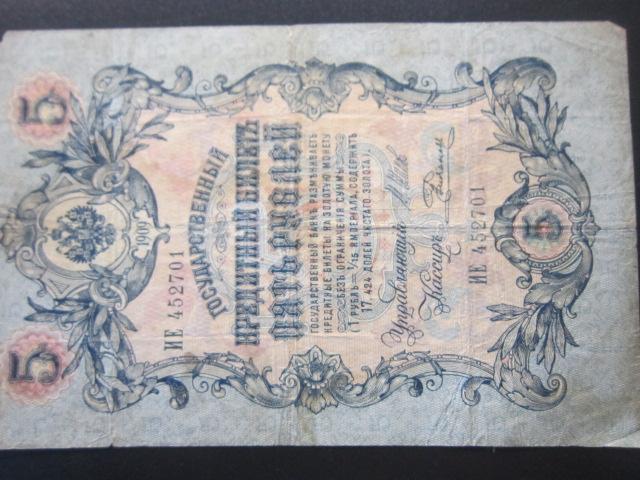 5 5
1909
ГОСУДАРСТВЕННЫЙ
КРЕДИТНЫЙ БИЛЕТЪ
ПЯТЬ РУБЛЕЙ
ИЕ 452701
ГОСУДАРСТВЕННЫЙ БАНКЪ РАЗМѢНИВАЕТЪ
КРЕДИТНЫЕ БИЛЕТЫ НА ЗОЛОТУЮ МОНЕТУ
БЕЗЪ ОГРАНИЧЕНІЯ СУММЫ
(1 РУБЛЬ = 1/15 ИМПЕРІАЛА, СОДЕРЖИТЪ
17,424 ДОЛЕЙ ЧИСТАГО ЗОЛОТА).
Управляющій
Кассиръ
ИЕ 452701
5